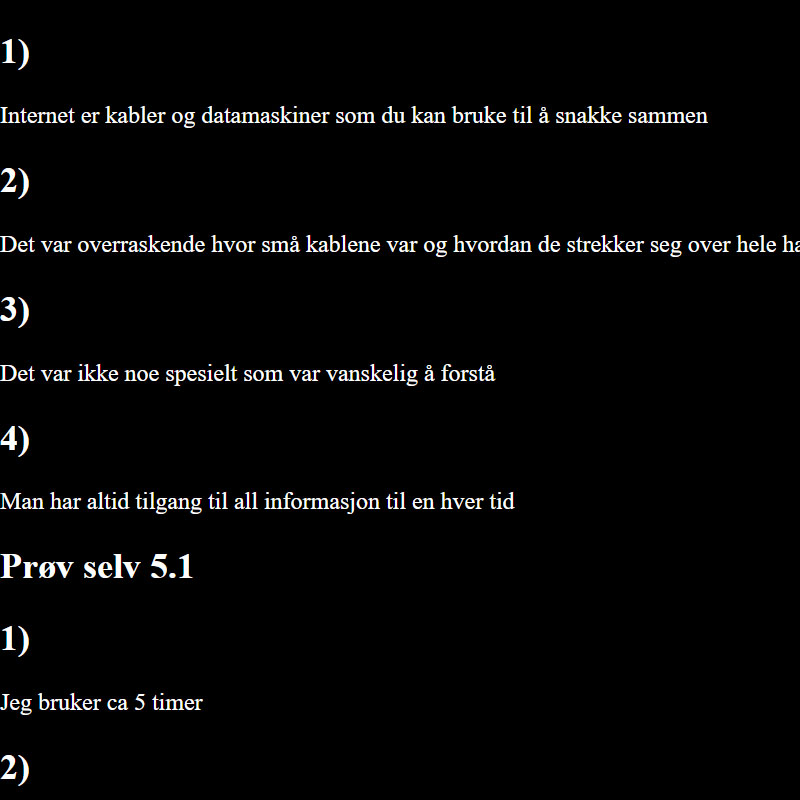 1)
Internet er kabler og datamaskiner som du kan bruke til å snakke sammen
2)
Det var overraskende hvor små kablene var og hvordan de strekker seg over hele
3)
Det var ikke noe spesielt som var vanskelig å forstå
4)
Man har altid tilgang til all informasjon til en hver tid
Prøv selv 5.1
1)
Jeg bruker ca 5 timer
2)